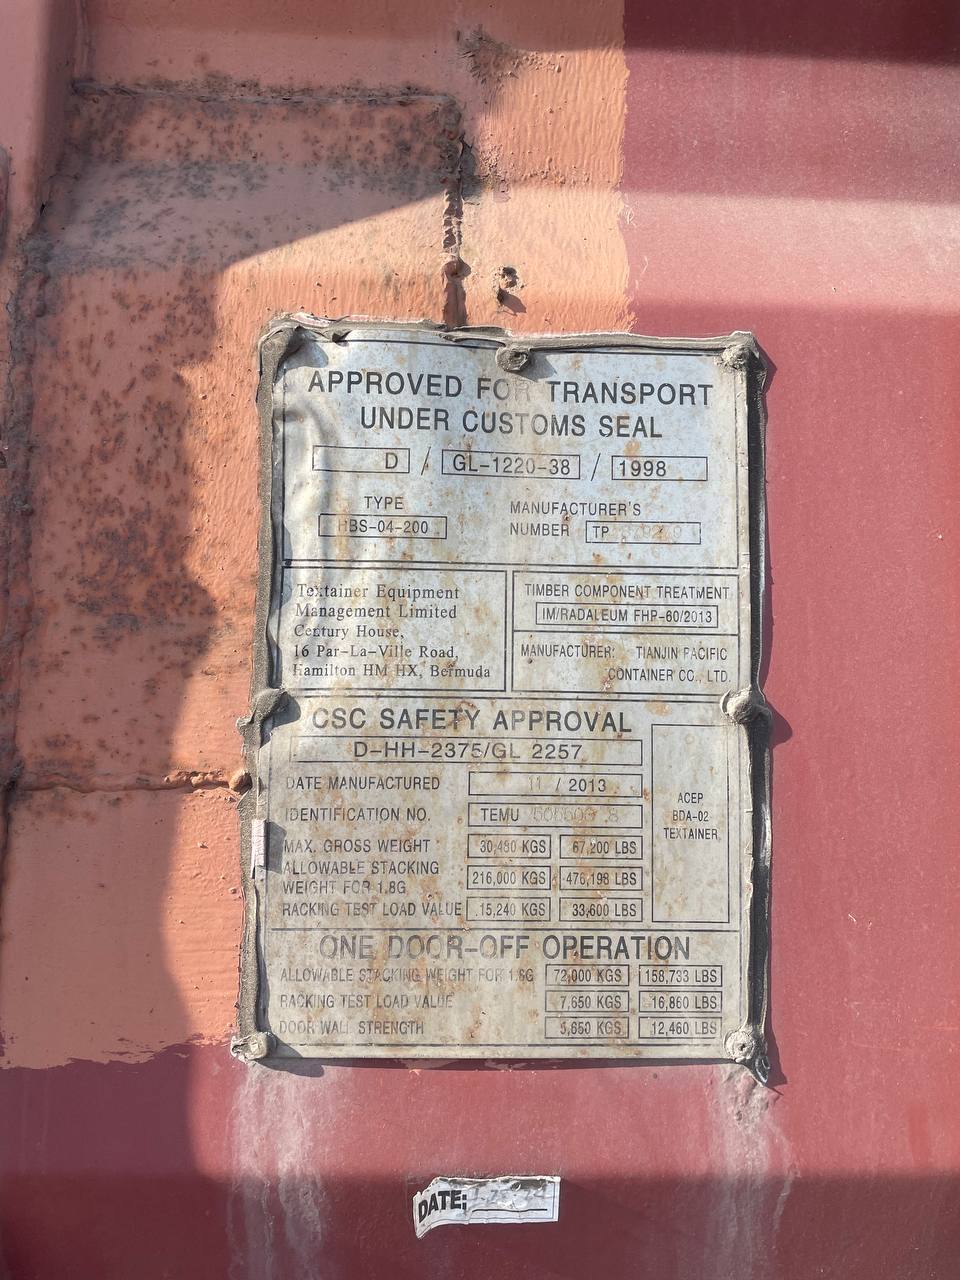 APPROVED FOR TRANSPORT
UNDER CUSTOMS SEAL
D / GL-1220-38 / 1998
TYPE
HBS-04-200
MANUFACTURER'S
NUMBER TP
Textainer Equipment
Management Limited
Century House,
16 Par-La-Ville Road,
Hamilton HM HX, Bermuda
TIMBER COMPONENT TREATMENT
IM/RADALEUM FHP-60/2013
MANUFACTURER: TIANJIN PACIFIC
CONTAINER CO., LTD.
CSC SAFETY APPROVAL
D-HH-2375/GL 2257
DATE MANUFACTURED 11 / 2013
IDENTIFICATION NO. TEMU
MAX. GROSS WEIGHT 30,480 KGS 67,200 LBS
ALLOWABLE STACKING
WEIGHT FOR 1.8G 216,000 KGS 476,198 LBS
RACKING TEST LOAD VALUE 15,240 KGS 33,600 LBS
ACEP
BDA-02
TEXTAINER
ONE DOOR-OFF OPERATION
ALLOWABLE STACKING WEIGHT FOR 1.8G 72,000 KGS 158,733 LBS
RACKING TEST LOAD VALUE 7,650 KGS 16,860 LBS
DOOR WALL STRENGTH 5,650 KGS 12,460 LBS
DATE: